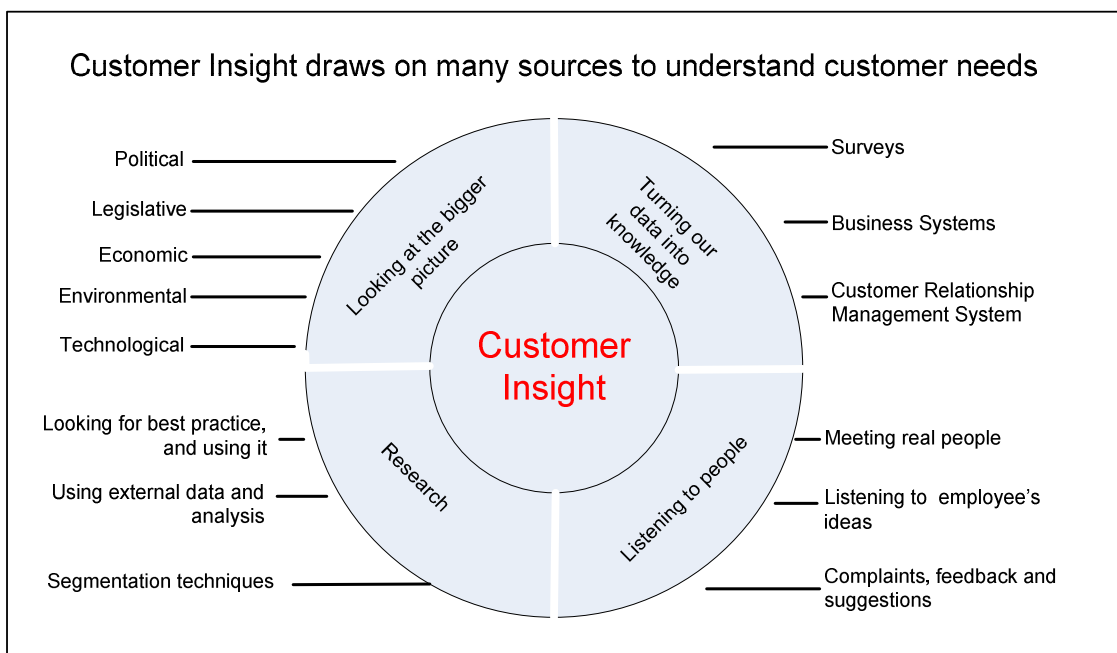 Customer Insight draws on many sources to understand customer needs
Political
Legislative
Economic
Environmental
Technological
Looking at the bigger
picture
Turning our
data into
knowledge
Surveys
Business Systems
Customer Relationship
Management System
Customer
Insight
Looking for best practice,
and using it
Using external data and
analysis
Segmentation techniques
Research
Listening to people
Meeting real people
Listening to employee’s
ideas
Complaints, feedback and
suggestions